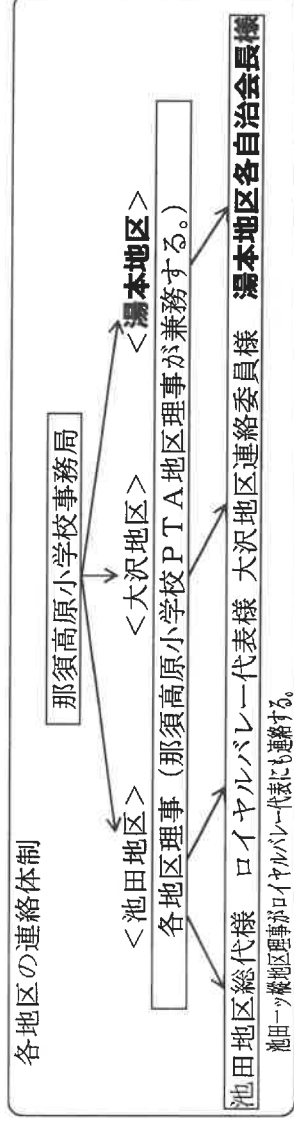 各地区の連絡体制
那須高原小学校事務局
＜池田地区＞ ＜大沢地区＞ ＜湯本地区＞
各地区理事（那須高原小学校ＰＴＡ地区理事が兼務する。）
池田地区総代様 ロイヤルバレー代表様 大沢地区連絡委員様 湯本地区各自治会長様
池田一ツ樅地区理事がロイヤルバレー代表にも連絡する。